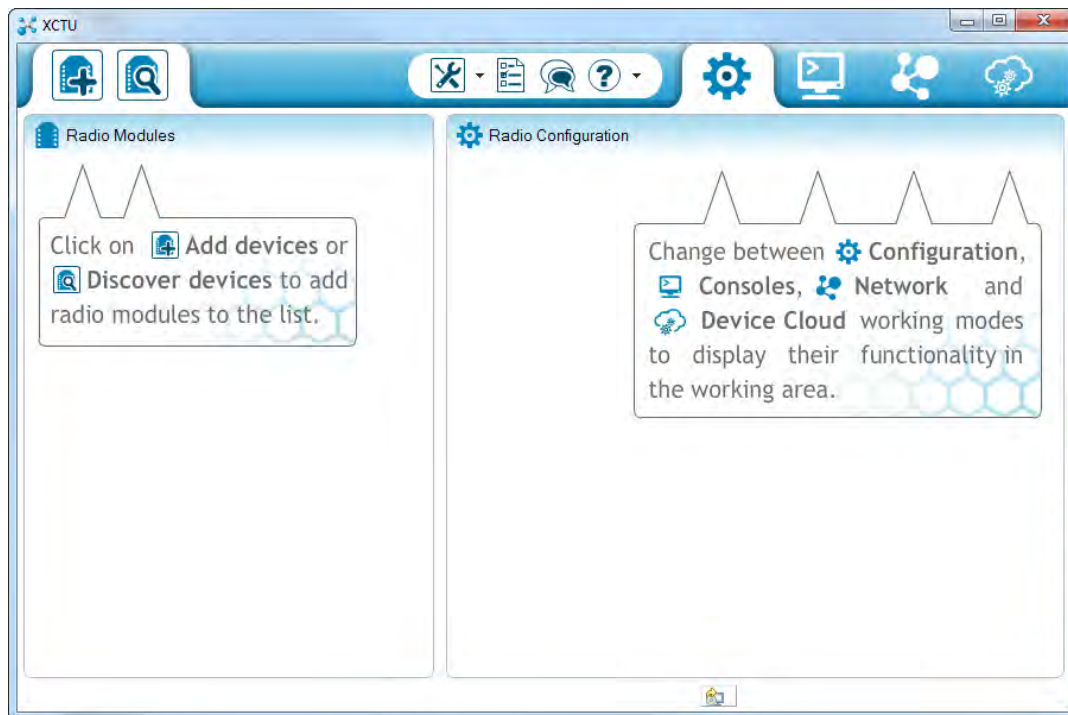 XCTU
Radio Modules
Radio Configuration
Click on Add devices or
Discover devices to add
radio modules to the list.
Change between Configuration,
Consoles, Network and
Device Cloud working modes
to display their functionality in
the working area.